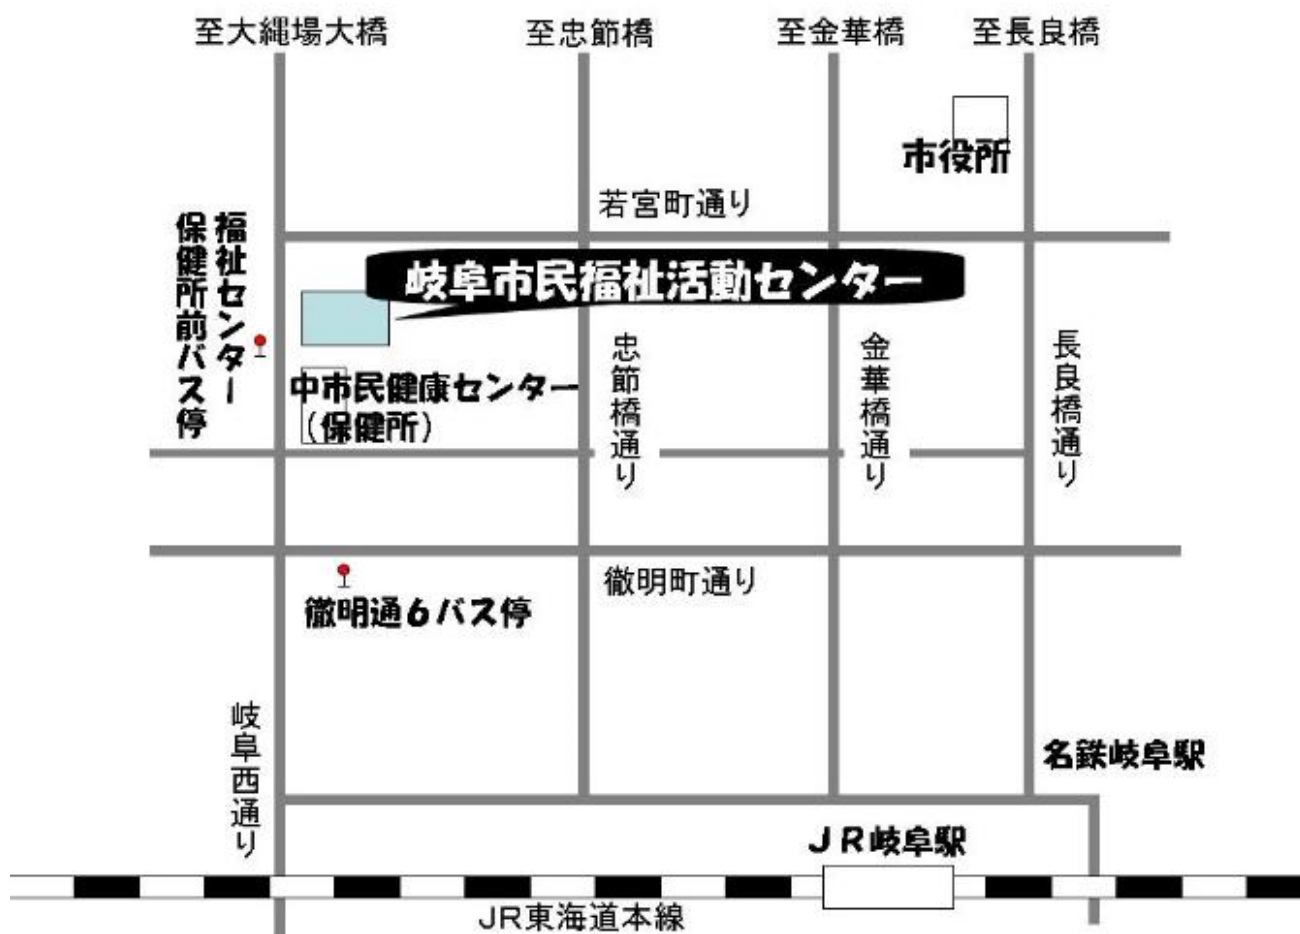 至大縄場大橋
至忠節橋
至金華橋
至長良橋
市役所
若宮町通り
福祉センター
保健所前バス停
岐阜市民福祉活動センター
中市民健康センター
（保健所）
忠節橋通り
金華橋通り
長良橋通り
徹明町通り
徹明通6バス停
岐阜西通り
名鉄岐阜駅
ＪＲ岐阜駅
JR東海道本線